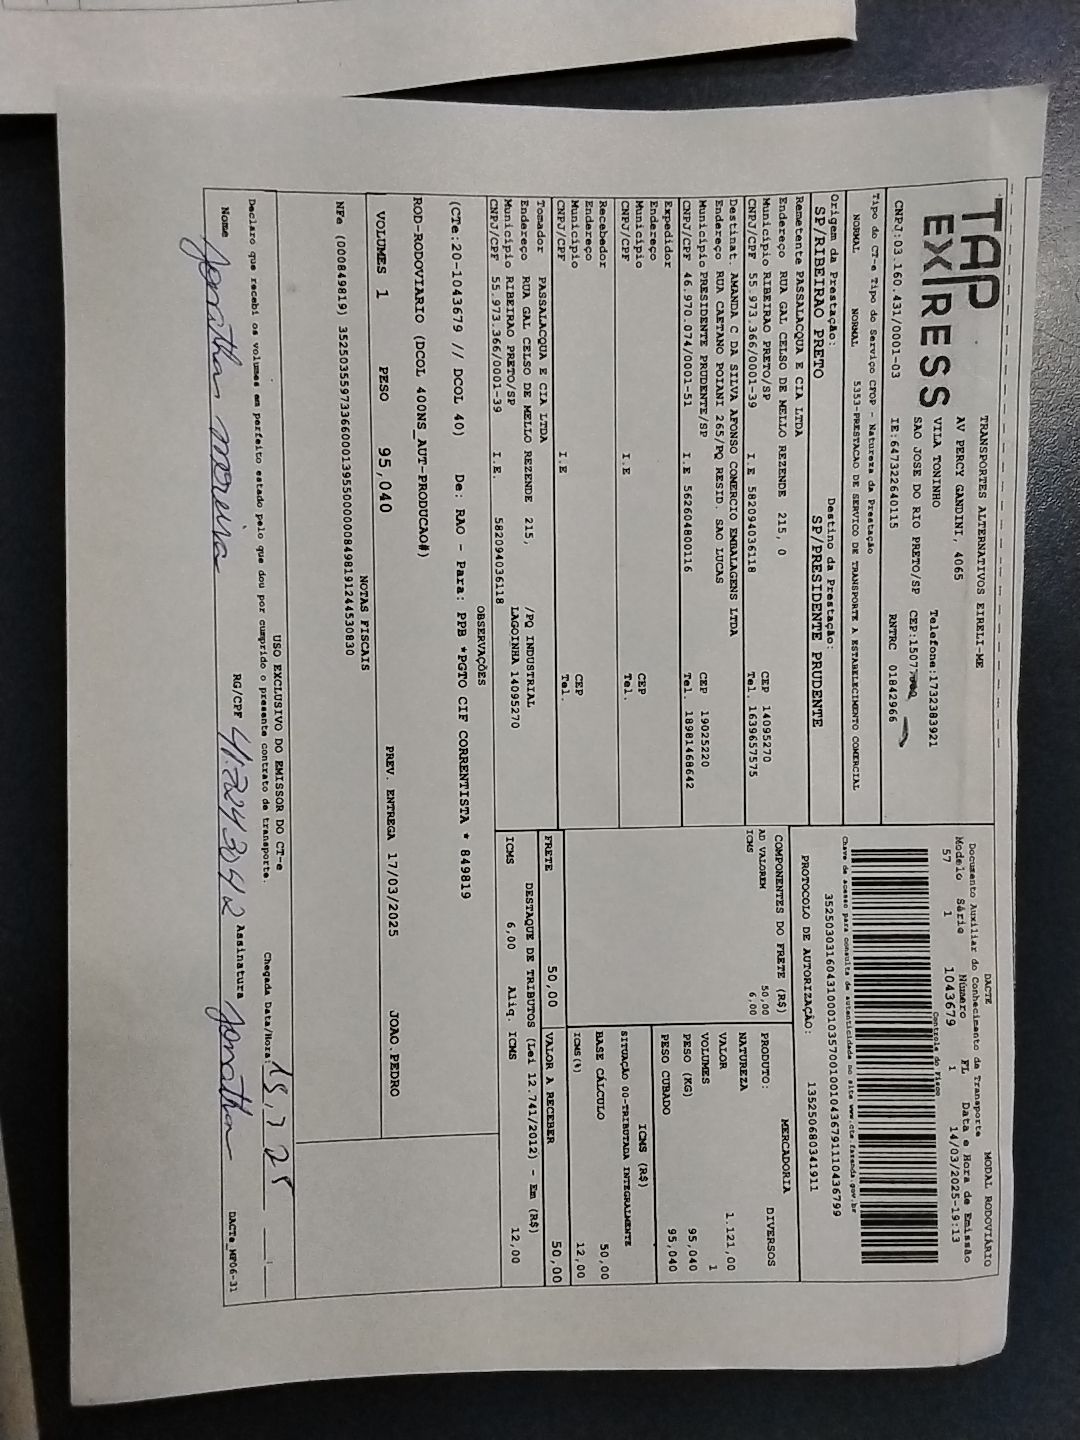 TAP
EXPRESS
TRANSPORTES ALTERNATIVOS EIRELI-ME
AV PERCY GANDINI, 4065
VILA TONINHO
SAO JOSE DO RIO PRETO/SP
Telefone:1732383921
CEP:15077
CNPJ:03.160.431/0001-03 IE:647322640115 RNTRC 01842966
Tipo do CT-e Tipo do Serviço CFOP - Natureza da Prestação
NORMAL NORMAL 5353-PRESTACAO DE SERVICO DE TRANSPORTE A ESTABELECIMENTO COMERCIAL
Origem da Prestação: Destino da Prestação:
SP/RIBEIRAO PRETO SP/PRESIDENTE PRUDENTE
Remetente PASSALACQUA E CIA LTDA
Endereço RUA GAL CELSO DE MELLO REZENDE 215, 0
Município RIBEIRAO PRETO/SP CEP 14095270
CNPJ/CPF 55.973.366/0001-39 I.E 582094036118 Tel. 1639657575
Destinat. AMANDA C DA SILVA AFONSO COMERCIO EMBALAGENS LTDA
Endereço RUA CAETANO POIANI 265/PQ RESID. SAO LUCAS
Município PRESIDENTE PRUDENTE/SP CEP 19025220
CNPJ/CPF 46.970.074/0001-51 I.E 562604800116 Tel. 18981468642
Expedidor
Endereço
Município CEP
CNPJ/CPF I.E Tel.
Recebedor
Endereço
Município CEP
CNPJ/CPF I.E Tel.
Tomador PASSALACQUA E CIA LTDA
Endereço RUA GAL CELSO DE MELLO REZENDE 215, /PQ INDUSTRIAL
Município RIBEIRAO PRETO/SP LAGOINHA 14095270
CNPJ/CPF 55.973.366/0001-39 I.E. 582094036118
DACTE MODAL RODOVIÁRIO
Documento Auxiliar do Conhecimento de Transporte
Modelo Série Número FL Data e Hora de Emissão
57 1 1043679 1 14/03/2025-19:13
Controle do Fisco
Chave de acesso para consulta de autenticidade no site www.cte.fazenda.gov.br
35250303160431000103570010010436791110436799
PROTOCOLO DE AUTORIZAÇÃO: 135250680341911
COMPONENTES DO FRETE (R$)
AD VALOREM 50,00
ICMS 6,00
MERCADORIA
PRODUTO: DIVERSOS
NATUREZA
VALOR 1.121,00
VOLUMES 1
PESO (KG) 95,040
PESO CUBADO 95,040
ICMS (R$)
SITUAÇÃO 00-TRIBUTADA INTEGRALMENTE
BASE CÁLCULO 50,00
ICMS(%) 12,00
FRETE 50,00 VALOR A RECEBER 50,00
DESTAQUE DE TRIBUTOS (Lei 12.741/2012) - Em (R$)
ICMS 6,00 Aliq. ICMS 12,00
OBSERVAÇÕES
(CTe:20-1043679 // DCOL 40) De: RAO - Para: PPB *PGTO CIF CORRENTISTA * 849819
ROD-RODOVIARIO (DCOL 400NS_AUT-PRODUCAO#)
VOLUMES 1 PESO 95,040 PREV. ENTREGA 17/03/2025 JOAO.PEDRO
NOTAS FISCAIS
NFe (000849819) 35250355973366000139550000008498191244530830
USO EXCLUSIVO DO EMISSOR DO CT-e
Declaro que recebi os volumes em perfeito estado pelo que dou por cumprido o presente contrato de transporte. Chegada Data/Hora:
Nome Jonathan moreira RG/CPF 41.224.304 2 Assinatura Jonathan
DACTe_MP06-31